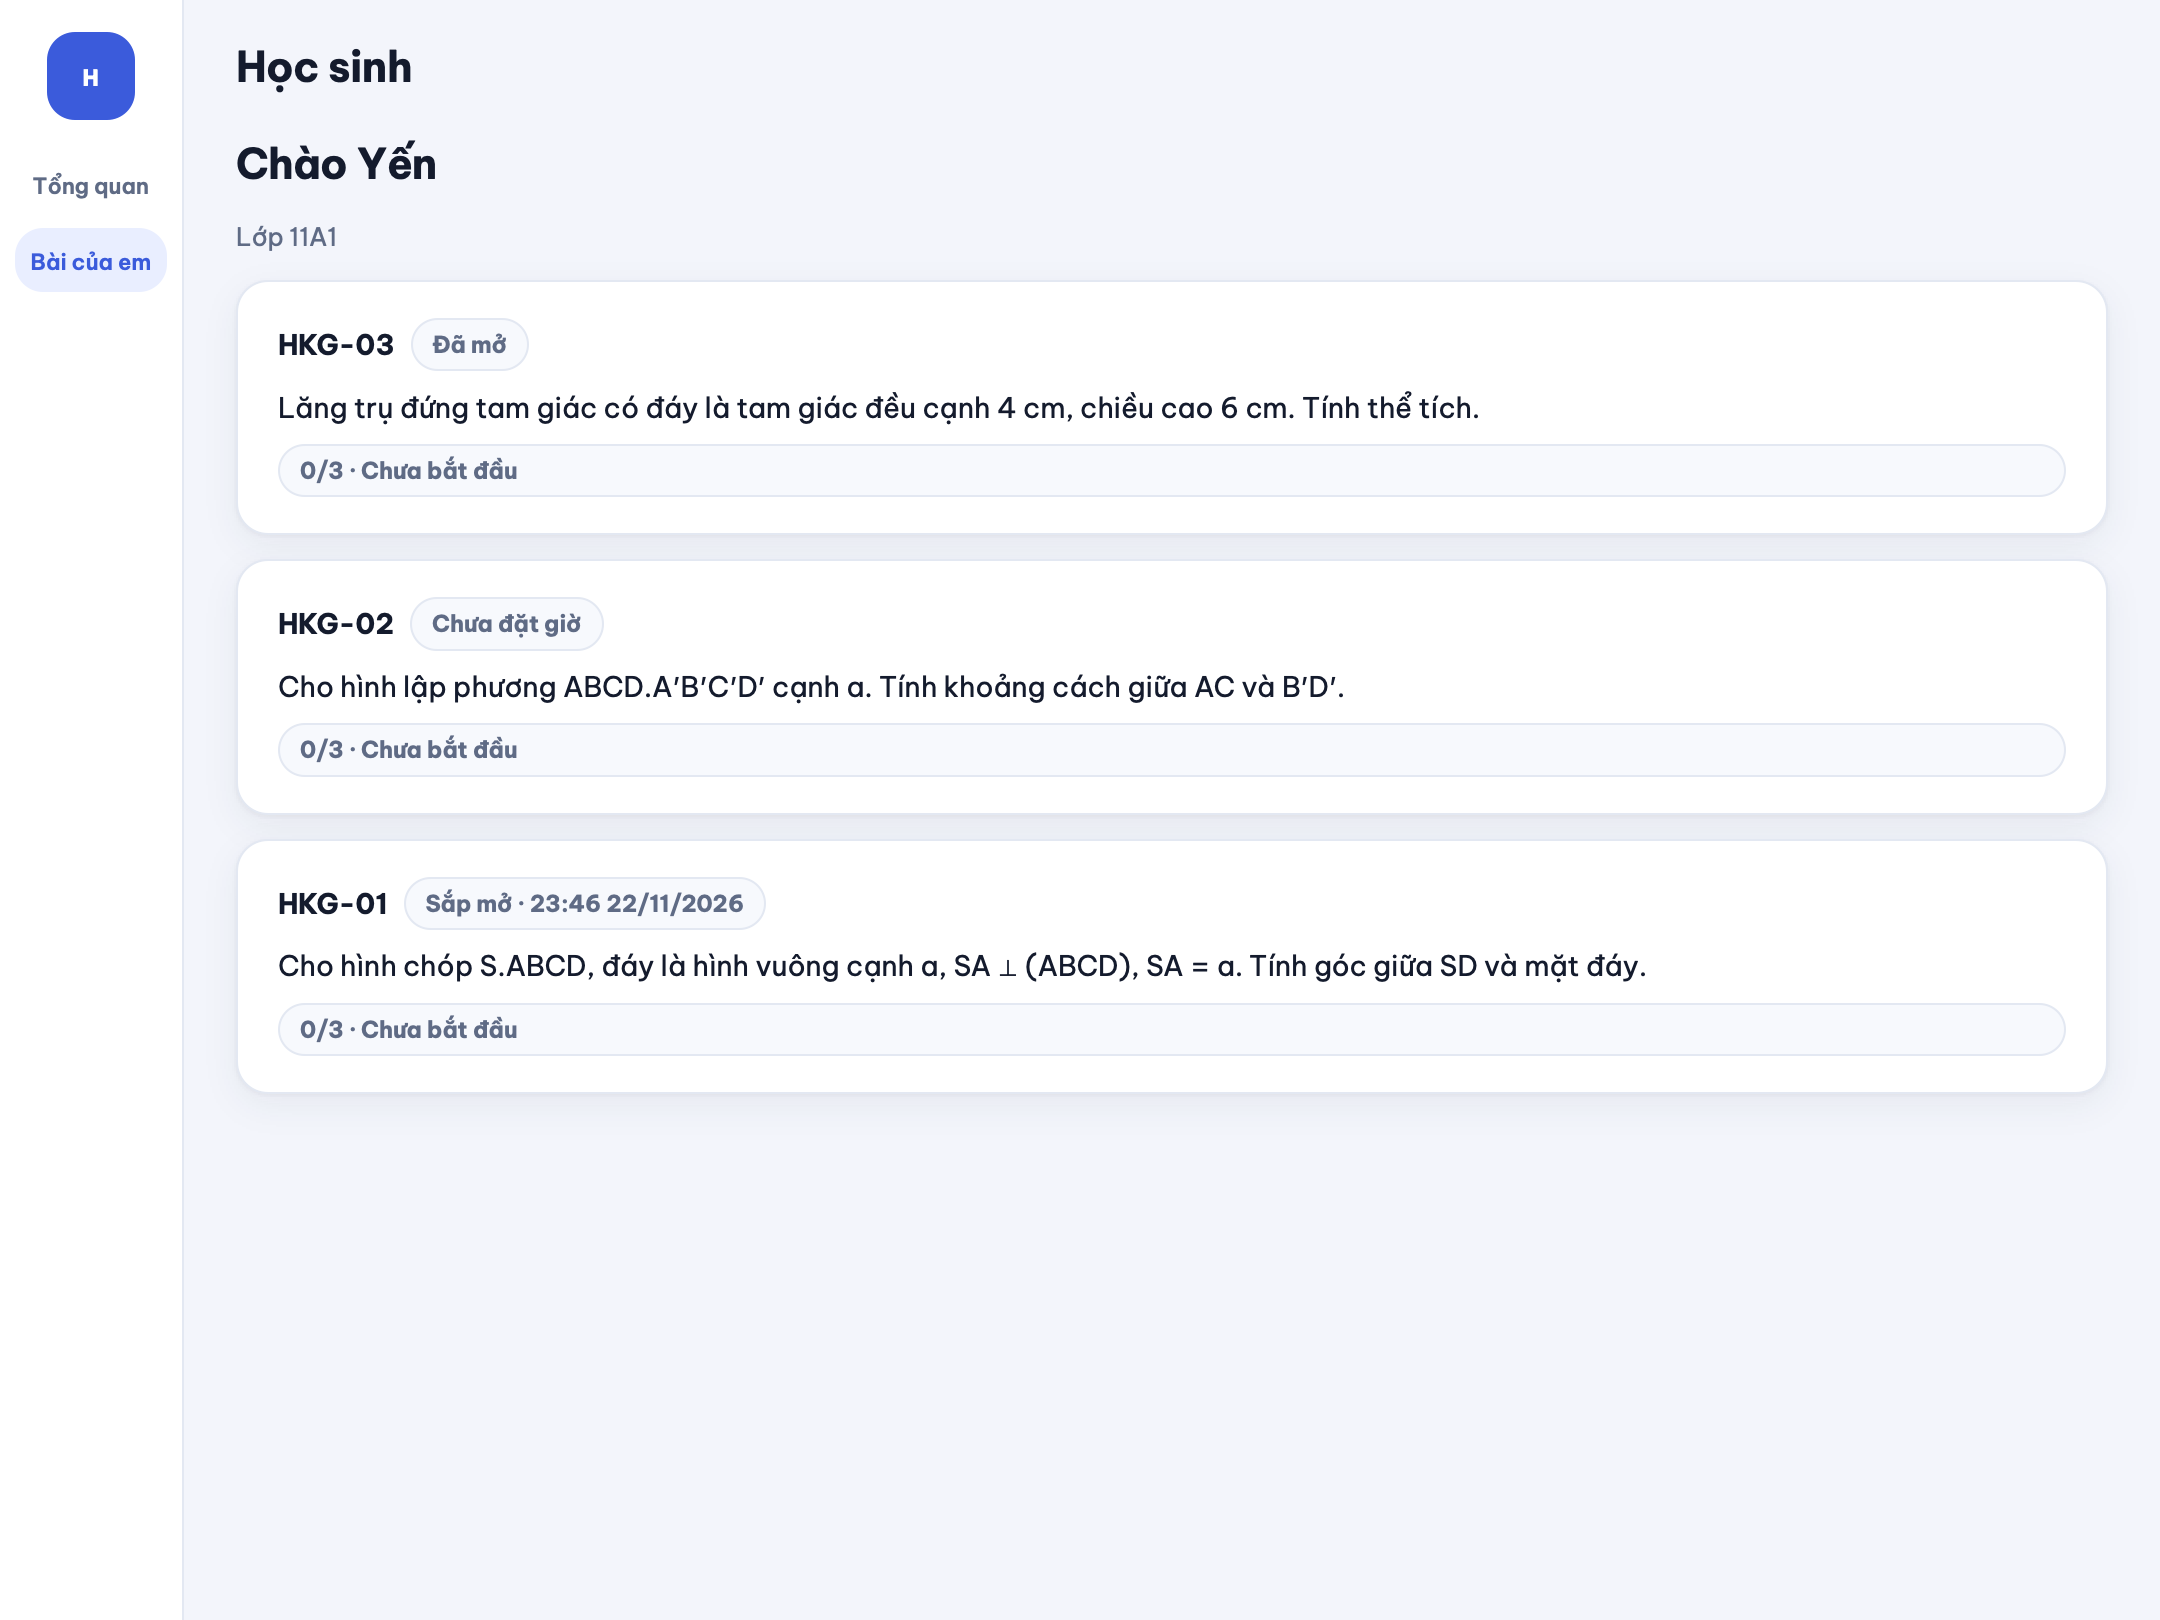 H
Tổng quan
Bài của em
Học sinh
Chào Yến
Lớp 11A1
HKG-03 Đã mở
Lăng trụ đứng tam giác có đáy là tam giác đều cạnh 4 cm, chiều cao 6 cm. Tính thể tích.
0/3 · Chưa bắt đầu
HKG-02 Chưa đặt giờ
Cho hình lập phương ABCD.A′B′C′D′ cạnh a. Tính khoảng cách giữa AC và B′D′.
0/3 · Chưa bắt đầu
HKG-01 Sắp mở · 23:46 22/11/2026
Cho hình chóp S.ABCD, đáy là hình vuông cạnh a, SA ⊥ (ABCD), SA = a. Tính góc giữa SD và mặt đáy.
0/3 · Chưa bắt đầu